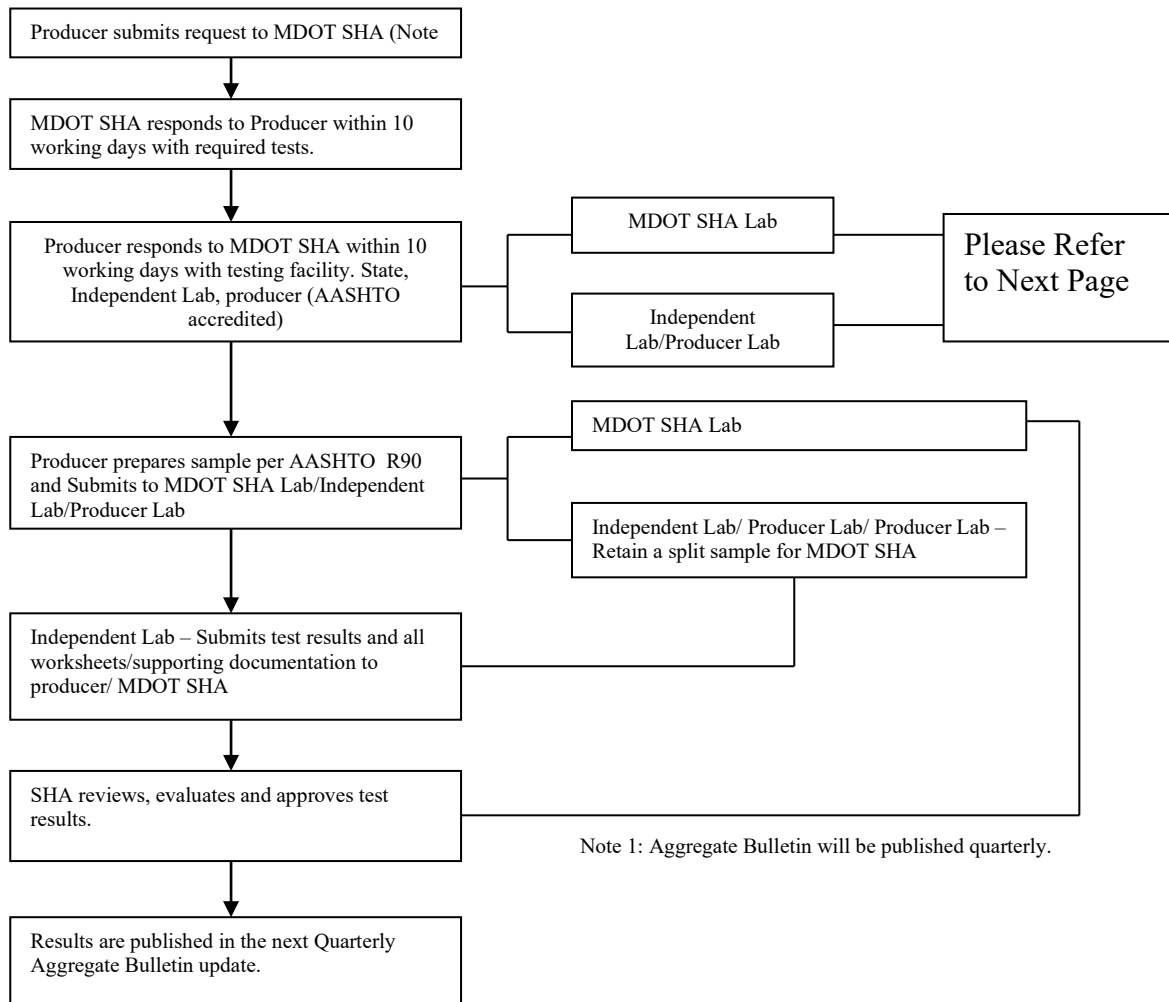 Producer submits request to MDOT SHA (Note
MDOT SHA responds to Producer within 10
working days with required tests.
Producer responds to MDOT SHA within 10
working days with testing facility. State,
Independent Lab, producer (AASHTO
accredited)
MDOT SHA Lab
Independent
Lab/Producer Lab
Please Refer
to Next Page
Producer prepares sample per AASHTO R90
and Submits to MDOT SHA Lab/Independent
Lab/Producer Lab
MDOT SHA Lab
Independent Lab/ Producer Lab/ Producer Lab –
Retain a split sample for MDOT SHA
Independent Lab – Submits test results and all
worksheets/supporting documentation to
producer/ MDOT SHA
SHA reviews, evaluates and approves test
results.
Note 1: Aggregate Bulletin will be published quarterly.
Results are published in the next Quarterly
Aggregate Bulletin update.